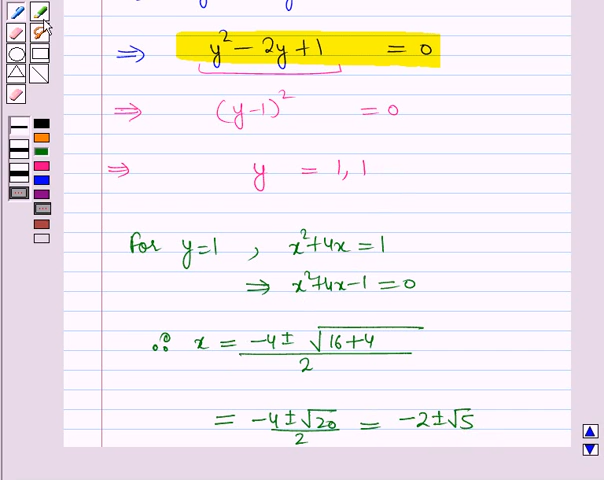 ⇒ y² − 2y + 1 = 0
⇒ (y−1)² = 0
⇒ y = 1, 1
For y=1 , x²+4x = 1
⇒ x²+4x−1 = 0
∴ x = (−4 ± √(16+4))/2
= (−4±√20)/2 = −2±√5